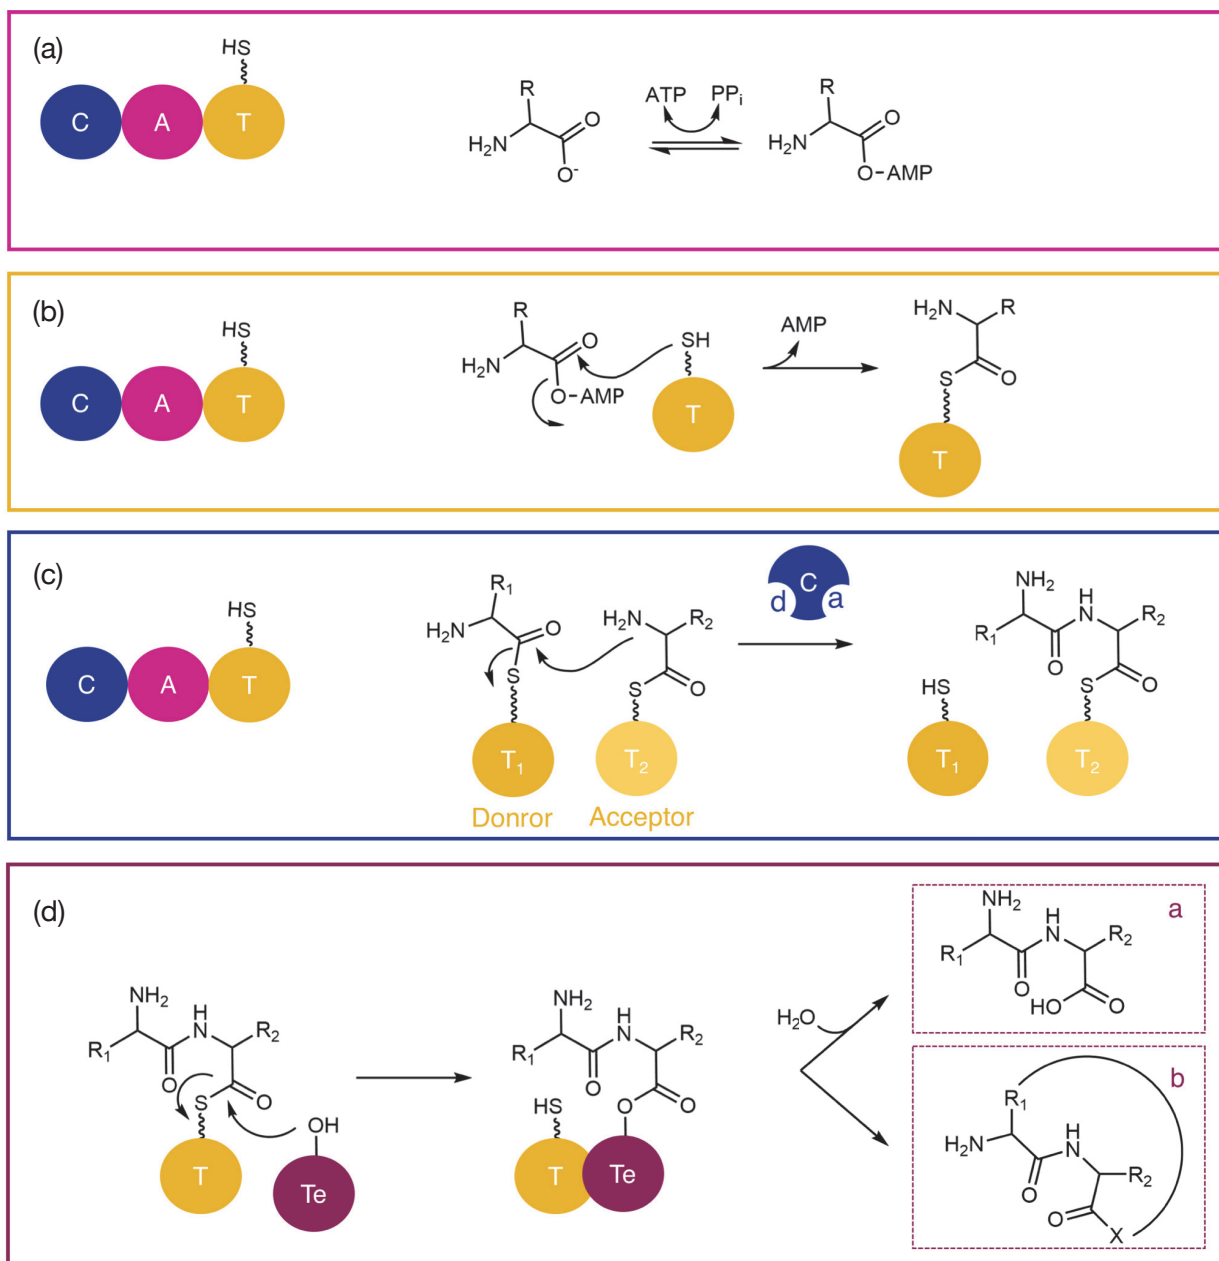 (a)
HS
C A T
R
H₂N
O
O⁻
ATP PPᵢ
R
H₂N
O
O-AMP
(b)
HS
C A T
R
H₂N
O
O-AMP
SH
T
AMP
H₂N
R
S
O
T
(c)
HS
C A T
R₁
H₂N
O
S
T₁
Donror
H₂N
R₂
S
O
T₂
Acceptor
C
d a
NH₂
H
N
R₂
R₁
O
O
HS
S
T₁
T₂
(d)
NH₂
H
N
R₂
R₁
O
O
S
T
OH
Te
NH₂
H
N
R₂
R₁
O
O
O
HS
T Te
H₂O
a
NH₂
H
N
R₂
R₁
O
HO
O
b
R₁
H₂N
H
N
R₂
O
O
X